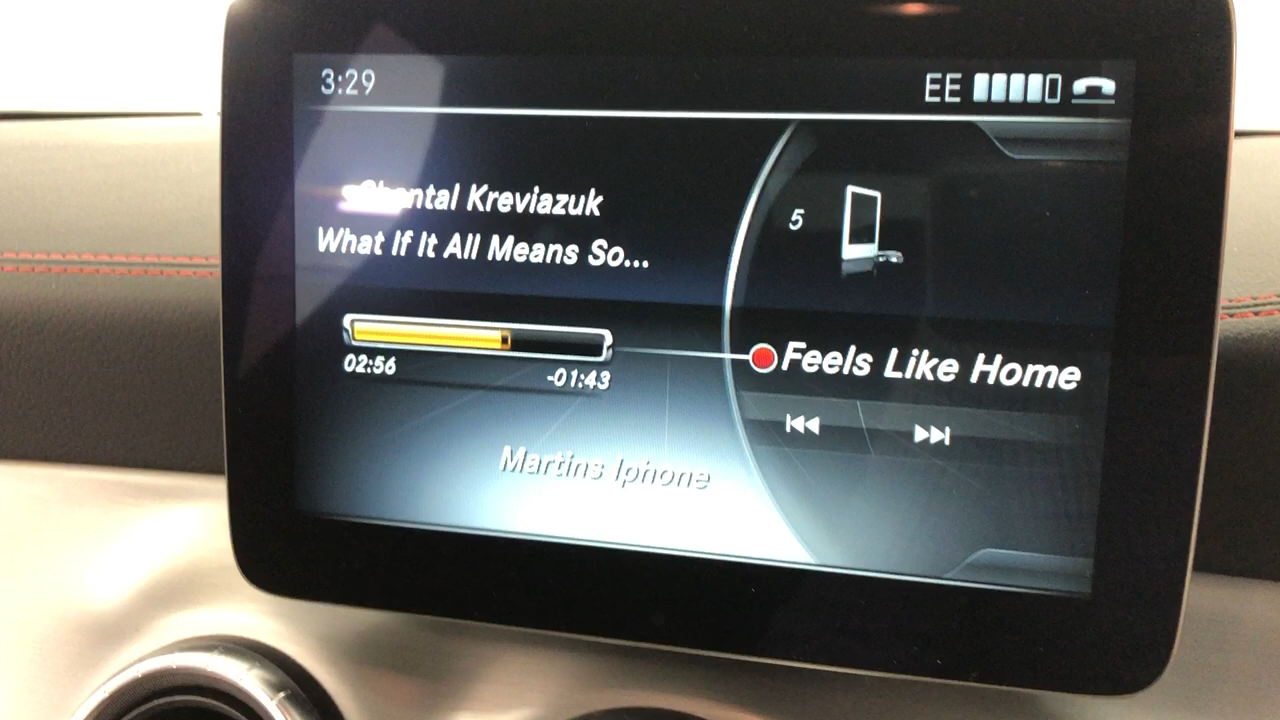 3:29
EE
Chantal Kreviazuk
What If It All Means So...
5
02:56
-01:43
Feels Like Home
Martins Iphone